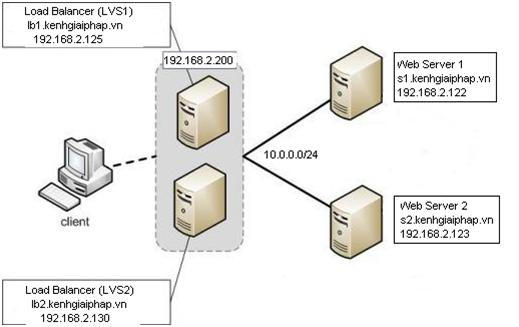 Load Balancer (LVS1)
lb1.kenhgiaiphap.vn
192.168.2.125
192.168.2.200
Web Server 1
s1.kenhgiaiphap.vn
192.168.2.122
10.0.0.0/24
client
Web Server 2
s2.kenhgiaiphap.vn
192.168.2.123
Load Balancer (LVS2)
lb2.kenhgiaiphap.vn
192.168.2.130